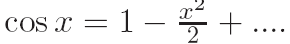 cos x = 1 − x²/2 + ....